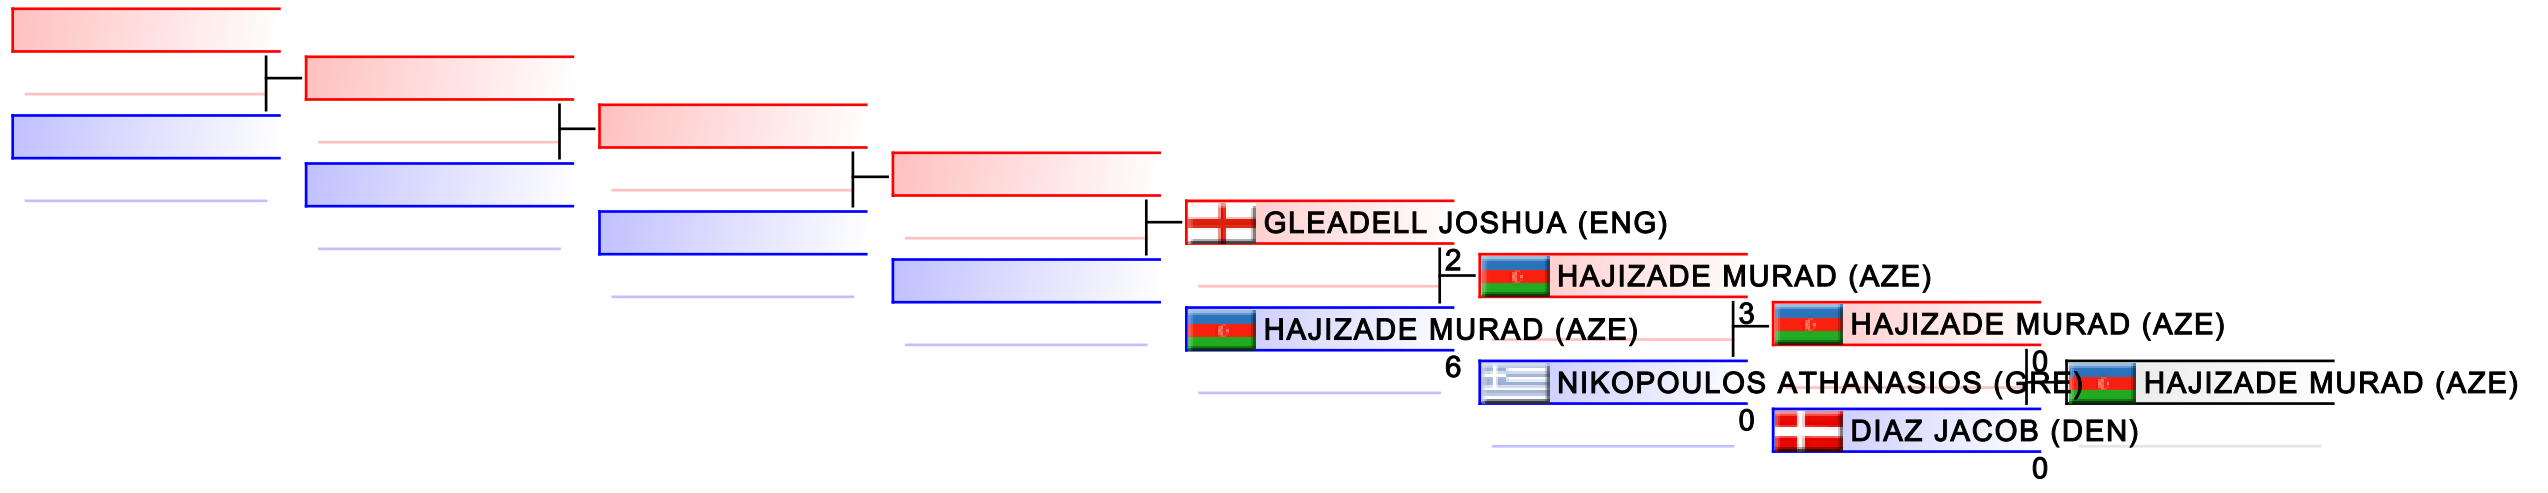 GLEADELL JOSHUA (ENG)
2
HAJIZADE MURAD (AZE)
HAJIZADE MURAD (AZE)
6
3
HAJIZADE MURAD (AZE)
NIKOPOULOS ATHANASIOS (GRE)
0
0
HAJIZADE MURAD (AZE)
DIAZ JACOB (DEN)
0